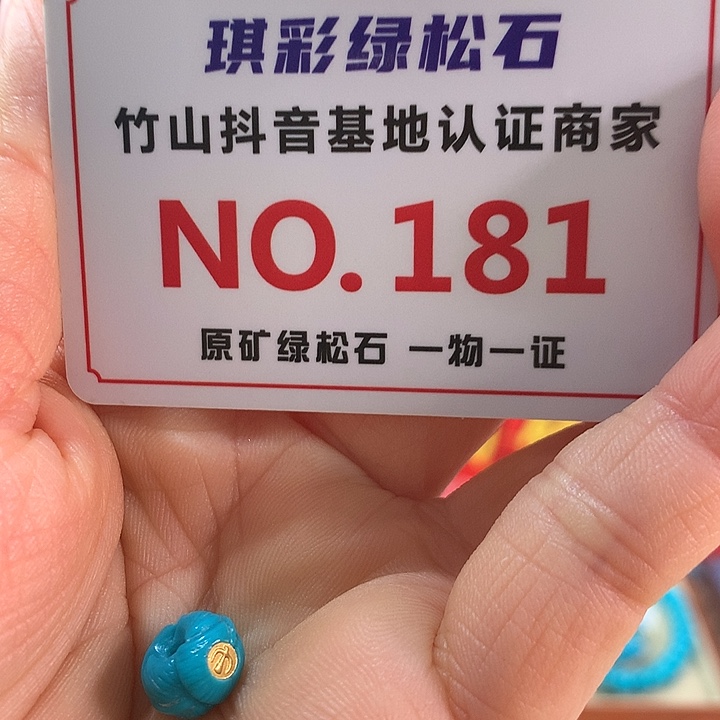 琪彩绿松石
竹山抖音基地认证商家
NO.181
原矿绿松石 一物一证